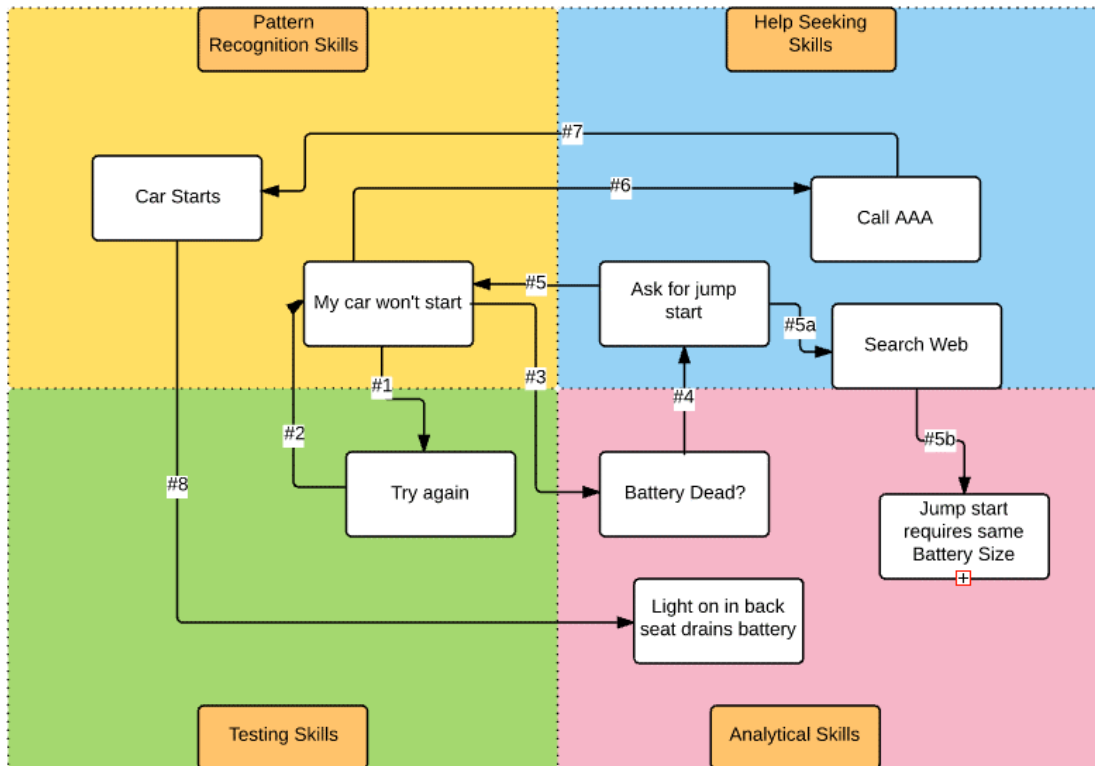 Pattern
Recognition Skills
Help Seeking
Skills
#7
Car Starts
#6
Call AAA
My car won't start
#5
Ask for jump
start
#5a
Search Web
#1
#3
#4
#2
#5b
#8
Try again
Battery Dead?
Jump start
requires same
Battery Size
Light on in back
seat drains battery
Testing Skills
Analytical Skills